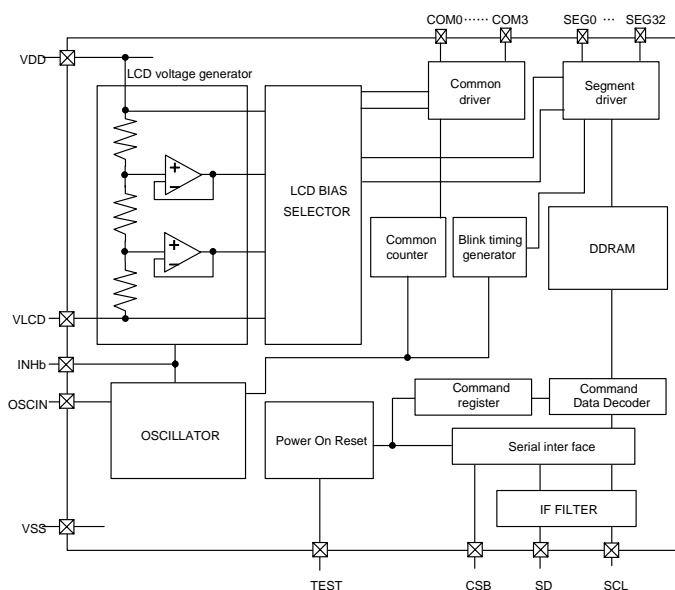 COM0 ······ COM3
SEG0 ··· SEG32
VDD
LCD voltage generator
Common
driver
Segment
driver
+
−
LCD BIAS
SELECTOR
+
−
Common
counter
Blink timing
generator
DDRAM
VLCD
INHb
OSCIN
OSCILLATOR
Power On Reset
Command
register
Command
Data Decoder
Serial inter face
IF FILTER
VSS
TEST
CSB
SD
SCL